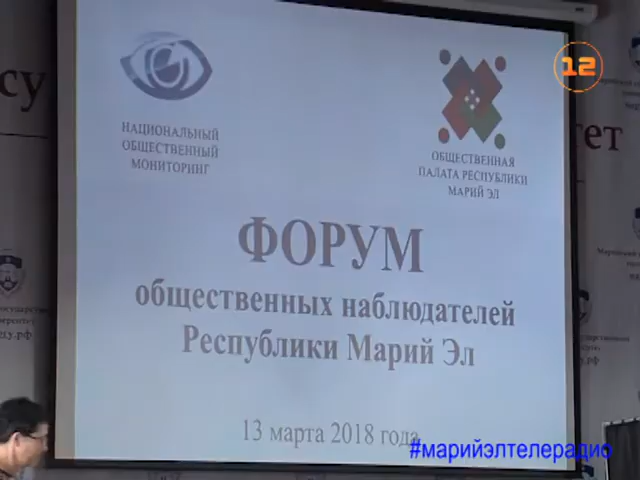 12
НАЦИОНАЛЬНЫЙ
ОБЩЕСТВЕННЫЙ
МОНИТОРИНГ
ОБЩЕСТВЕННАЯ
ПАЛАТА РЕСПУБЛИКИ
МАРИЙ ЭЛ
ФОРУМ
общественных наблюдателей
Республики Марий Эл
13 марта 2018 года
#марийэлтелерадио